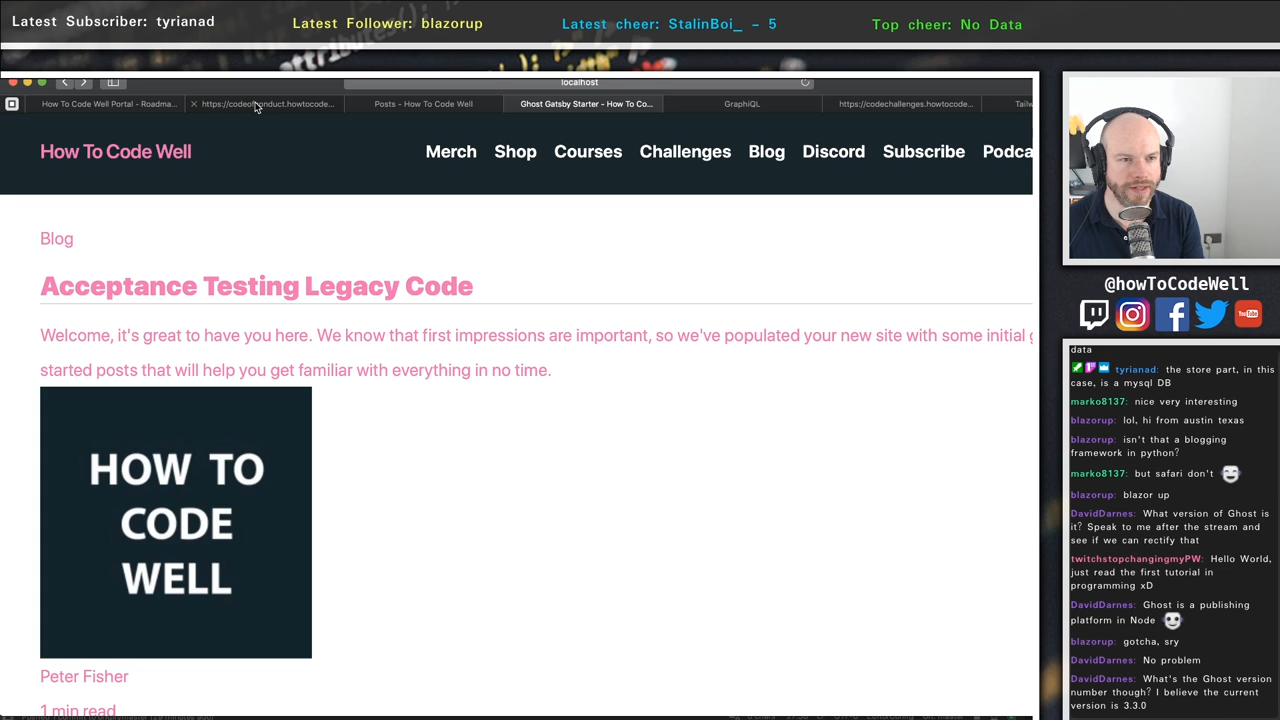 Latest Subscriber: tyrianad
Latest Follower: blazorup
Latest cheer: StalinBoi_ - 5
Top cheer: No Data
localhost
How To Code Well Portal - Roadma...
https://codeofconduct.howtocode...
Posts - How To Code Well
Ghost Gatsby Starter - How To Co...
GraphiQL
https://codechallenges.howtocode...
Tailw
How To Code Well
Merch
Shop
Courses
Challenges
Blog
Discord
Subscribe
Podca
Blog
Acceptance Testing Legacy Code
Welcome, it's great to have you here. We know that first impressions are important, so we've populated your new site with some initial g
started posts that will help you get familiar with everything in no time.
HOW TO
CODE
WELL
Peter Fisher
1 min read
@howToCodeWell
You Tube
data
tyrianad: the store part, in this
case, is a mysql DB
marko8137: nice very interesting
blazorup: lol, hi from austin texas
blazorup: isn't that a blogging
framework in python?
marko8137: but safari don't
blazorup: blazor up
DavidDarnes: What version of Ghost is
it? Speak to me after the stream and
see if we can rectify that
twitchstopchangingmyPW: Hello World,
just read the first tutorial in
programming xD
DavidDarnes: Ghost is a publishing
platform in Node
blazorup: gotcha, sry
DavidDarnes: No problem
DavidDarnes: What's the Ghost version
number though? I believe the current
version is 3.3.0